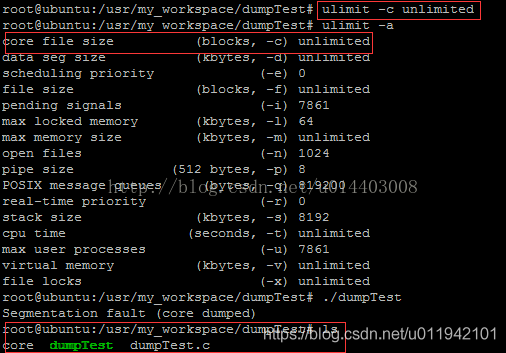 root@ubuntu:/usr/my_workspace/dumpTest# ulimit -c unlimited
root@ubuntu:/usr/my_workspace/dumpTest# ulimit -a
core file size          (blocks, -c) unlimited
data seg size           (kbytes, -d) unlimited
scheduling priority             (-e) 0
file size               (blocks, -f) unlimited
pending signals                 (-i) 7861
max locked memory       (kbytes, -l) 64
max memory size         (kbytes, -m) unlimited
open files                      (-n) 1024
pipe size            (512 bytes, -p) 8
POSIX message queues     (bytes, -q) 819200
http://blog.csdn.net/u014403008
real-time priority              (-r) 0
stack size              (kbytes, -s) 8192
cpu time               (seconds, -t) unlimited
max user processes              (-u) 7861
virtual memory          (kbytes, -v) unlimited
file locks                      (-x) unlimited
root@ubuntu:/usr/my_workspace/dumpTest# ./dumpTest
Segmentation fault (core dumped)
root@ubuntu:/usr/my_workspace/dumpTest# ls
https://blog.csdn.net/u011942101
core  dumpTest  dumpTest.c